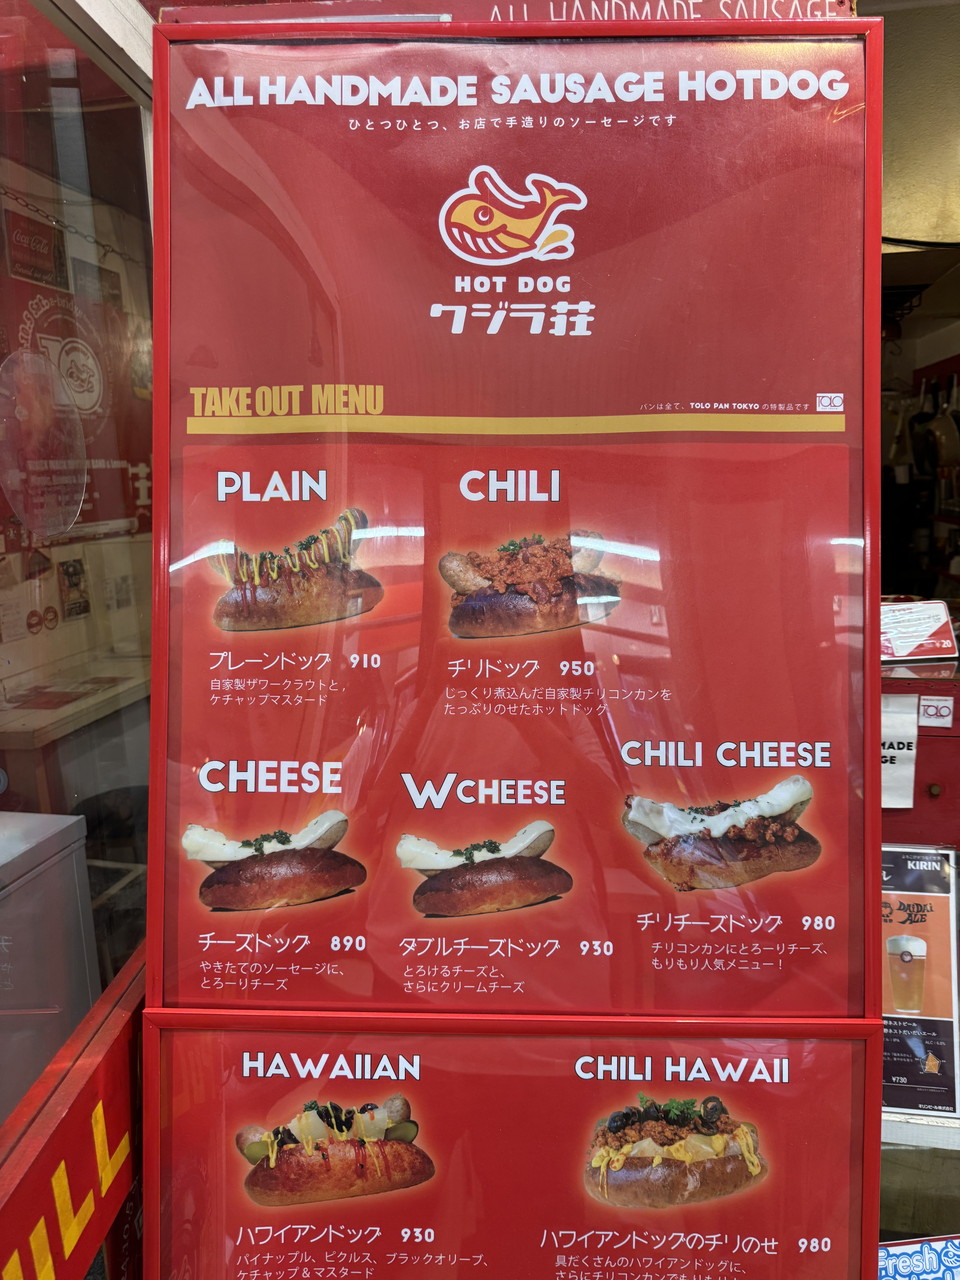 ALL HANDMADE SAUSAGE
ALL HANDMADE SAUSAGE HOTDOG
ひとつひとつ、お店で手造りのソーセージです
HOT DOG
クジラ荘
TAKE OUT MENU
パンは全て、TOLO PAN TOKYO の特製品です
TOLO
PLAIN
プレーンドッグ 910
自家製ザワークラウトと,
ケチャップマスタード
CHILI
チリドッグ 950
じっくり煮込んだ自家製チリコンカンを
たっぷりのせたホットドッグ
CHEESE
チーズドッグ 890
やきたてのソーセージに、
とろーりチーズ
WCHEESE
ダブルチーズドッグ 930
とろけるチーズと、
さらにクリームチーズ
CHILI CHEESE
チリチーズドッグ 980
チリコンカンにとろーりチーズ、
もりもり人気メニュー！
HAWAIIAN
ハワイアンドッグ 930
パイナップル、ピクルス、ブラックオリーブ、
ケチャップ＆マスタード
CHILI HAWAII
ハワイアンドッグのチリのせ 980
具だくさんのハワイアンドッグに、
Coca-Cola
TOLO
MADE
GE
KIRIN
DAIDAI
ALE
¥730
Fresh